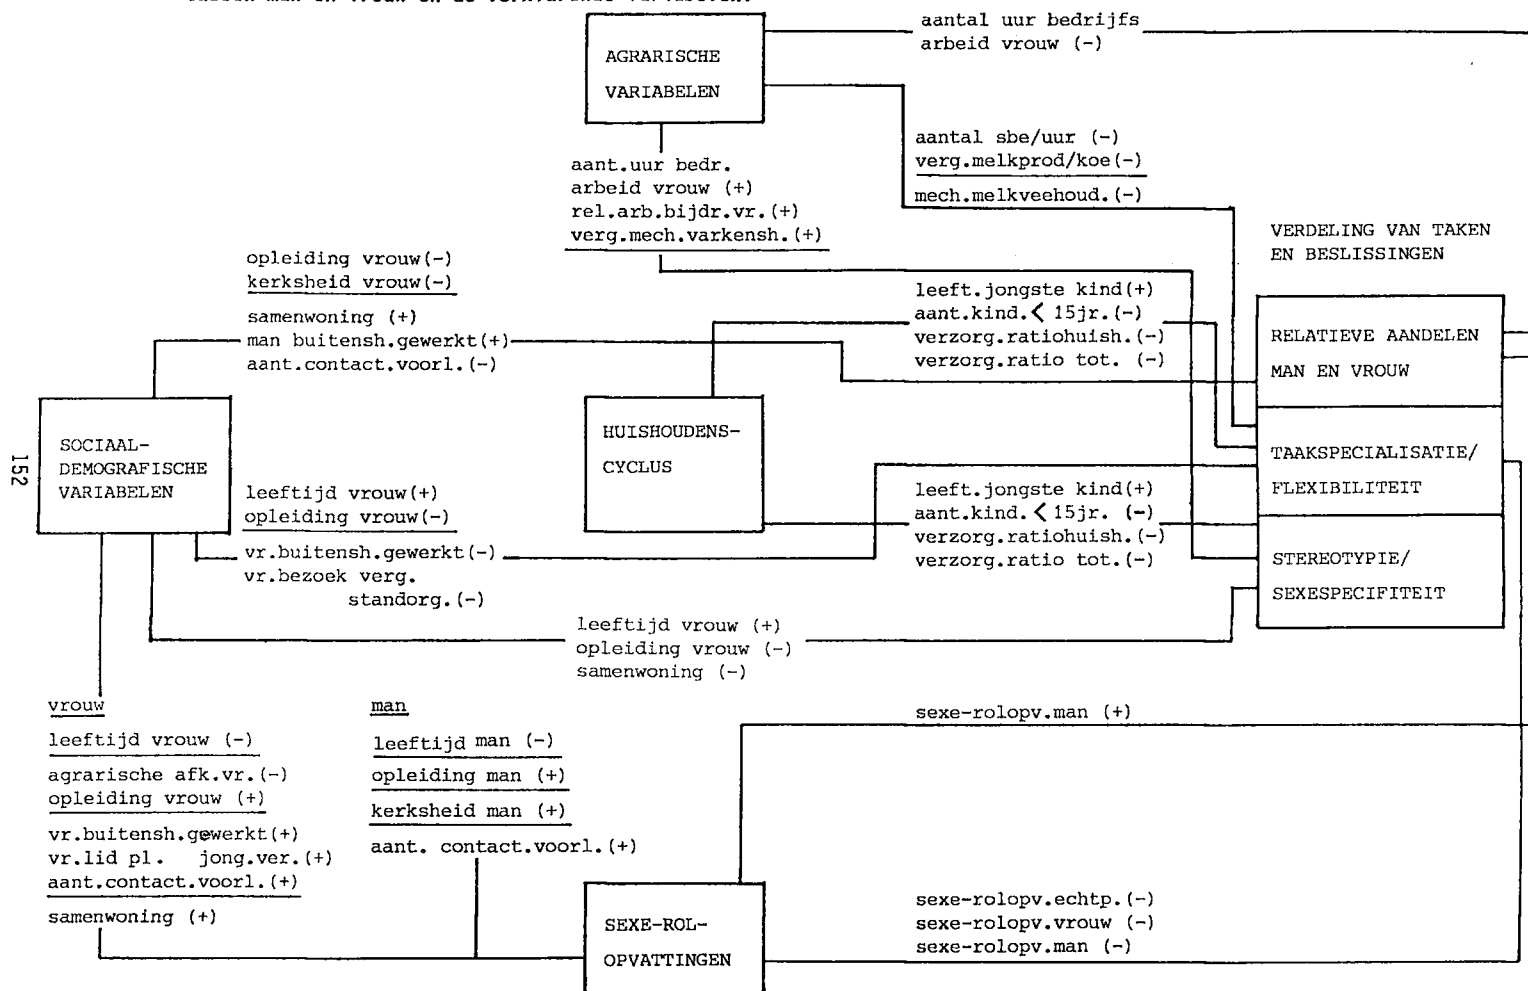 aantal uur bedrijfs
arbeid vrouw (-)
AGRARISCHE
VARIABELEN
aantal sbe/uur (-)
verg.melkprod/koe(-)
mech.melkveehoud.(-)
aant.uur bedr.
arbeid vrouw (+)
rel.arb.bijdr.vr.(+)
verg.mech.varkensh.(+)
VERDELING VAN TAKEN
EN BESLISSINGEN
opleiding vrouw(-)
kerksheid vrouw(-)
samenwoning (+)
man buitensh.gewerkt(+)
aant.contact.voorl.(-)
leeft.jongste kind(+)
aant.kind.< 15jr.(-)
verzorg.ratiohuish.(-)
verzorg.ratio tot.(-)
RELATIEVE AANDELEN
MAN EN VROUW
SOCIAAL-
DEMOGRAFISCHE
VARIABELEN
HUISHOUDENS-
CYCLUS
TAAKSPECIALISATIE/
FLEXIBILITEIT
152
leeftijd vrouw(+)
opleiding vrouw(-)
vr.buitensh.gewerkt(-)
vr.bezoek verg.
standorg.(-)
leeft.jongste kind(+)
aant.kind.< 15jr. (-)
verzorg.ratiohuish.(-)
verzorg.ratio tot.(-)
STEREOTYPIE/
SEXESPECIFITEIT
leeftijd vrouw (+)
opleiding vrouw (-)
samenwoning (-)
vrouw
leeftijd vrouw (-)
agrarische afk.vr.(-)
opleiding vrouw (+)
vr.buitensh.gewerkt(+)
vr.lid pl. jong.ver.(+)
aant.contact.voorl.(+)
samenwoning (+)
man
leeftijd man (-)
opleiding man (+)
kerksheid man (+)
aant. contact.voorl.(+)
sexe-rolopv.man (+)
SEXE-ROL-
OPVATTINGEN
sexe-rolopv.echtp.(-)
sexe-rolopv.vrouw (-)
sexe-rolopv.man (-)